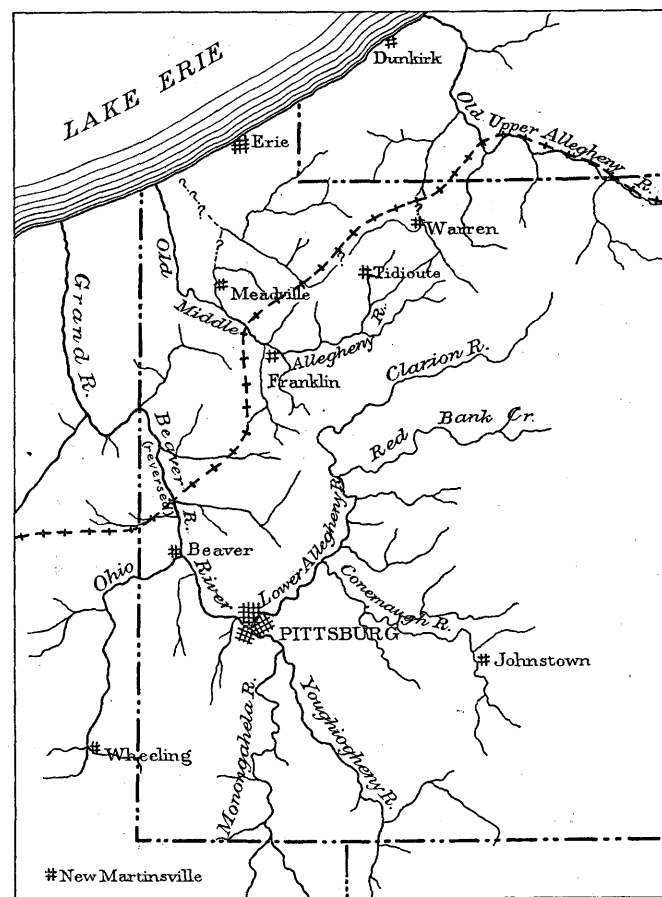 LAKE ERIE
Dunkirk
Erie
Old Upper Allegheny R.
Warren
Old Middle Allegheny R.
Tidioute
Meadville
Franklin
Grand R.
Clarion R.
Red Bank Cr.
Beaver R.
(reversed)
Lower Allegheny R.
Beaver
Ohio River
Conemaugh R.
PITTSBURG
Johnstown
Monongahela R.
Youghiogheny R.
Wheeling
New Martinsville